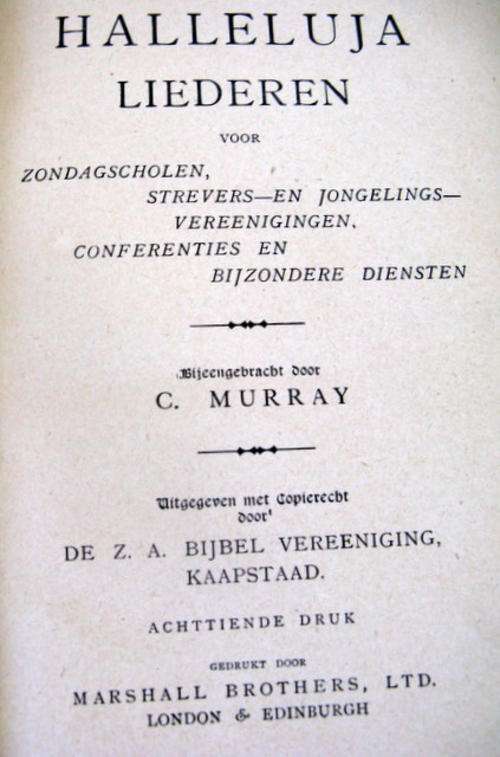 HALLELUJA
LIEDEREN
VOOR
ZONDAGSCHOLEN,
STREVERS—EN JONGELINGS—
VEREENIGINGEN,
CONFERENTIES EN
BIJZONDERE DIENSTEN
Bijeengebracht door
C. MURRAY
Uitgegeven met Copierecht
door
DE Z. A. BIJBEL VEREENIGING,
KAAPSTAAD.
ACHTTIENDE DRUK
GEDRUKT DOOR
MARSHALL BROTHERS, LTD.
LONDON & EDINBURGH